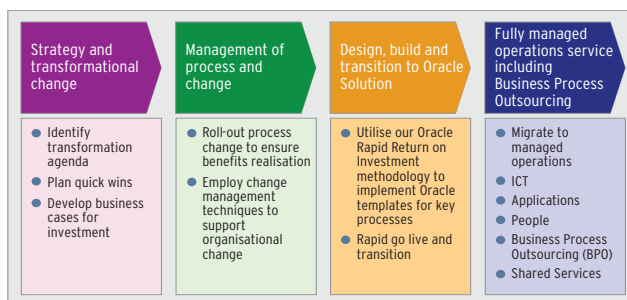 Strategy and
transformational
change
Management of
process and
change
Design, build and
transition to Oracle
Solution
Fully managed
operations service
including
Business Process
Outsourcing
Identify
transformation
agenda
Plan quick wins
Develop business
cases for
investment
Roll-out process
change to ensure
benefits realisation
Employ change
management
techniques to
support
organisational
change
Utilise our Oracle
Rapid Return on
Investment
methodology to
implement Oracle
templates for key
processes
Rapid go live and
transition
Migrate to
managed
operations
ICT
Applications
People
Business Process
Outsourcing (BPO)
Shared Services